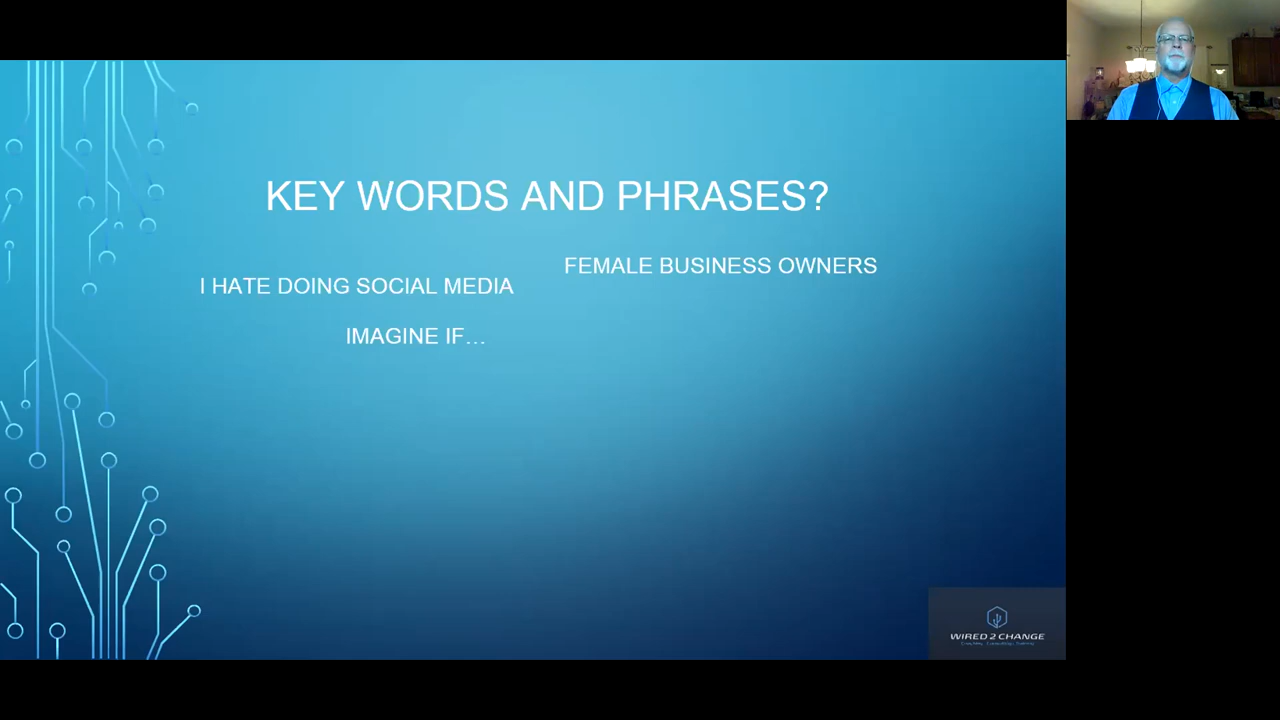 KEY WORDS AND PHRASES?
FEMALE BUSINESS OWNERS
I HATE DOING SOCIAL MEDIA
IMAGINE IF...
WIRED 2 CHANGE